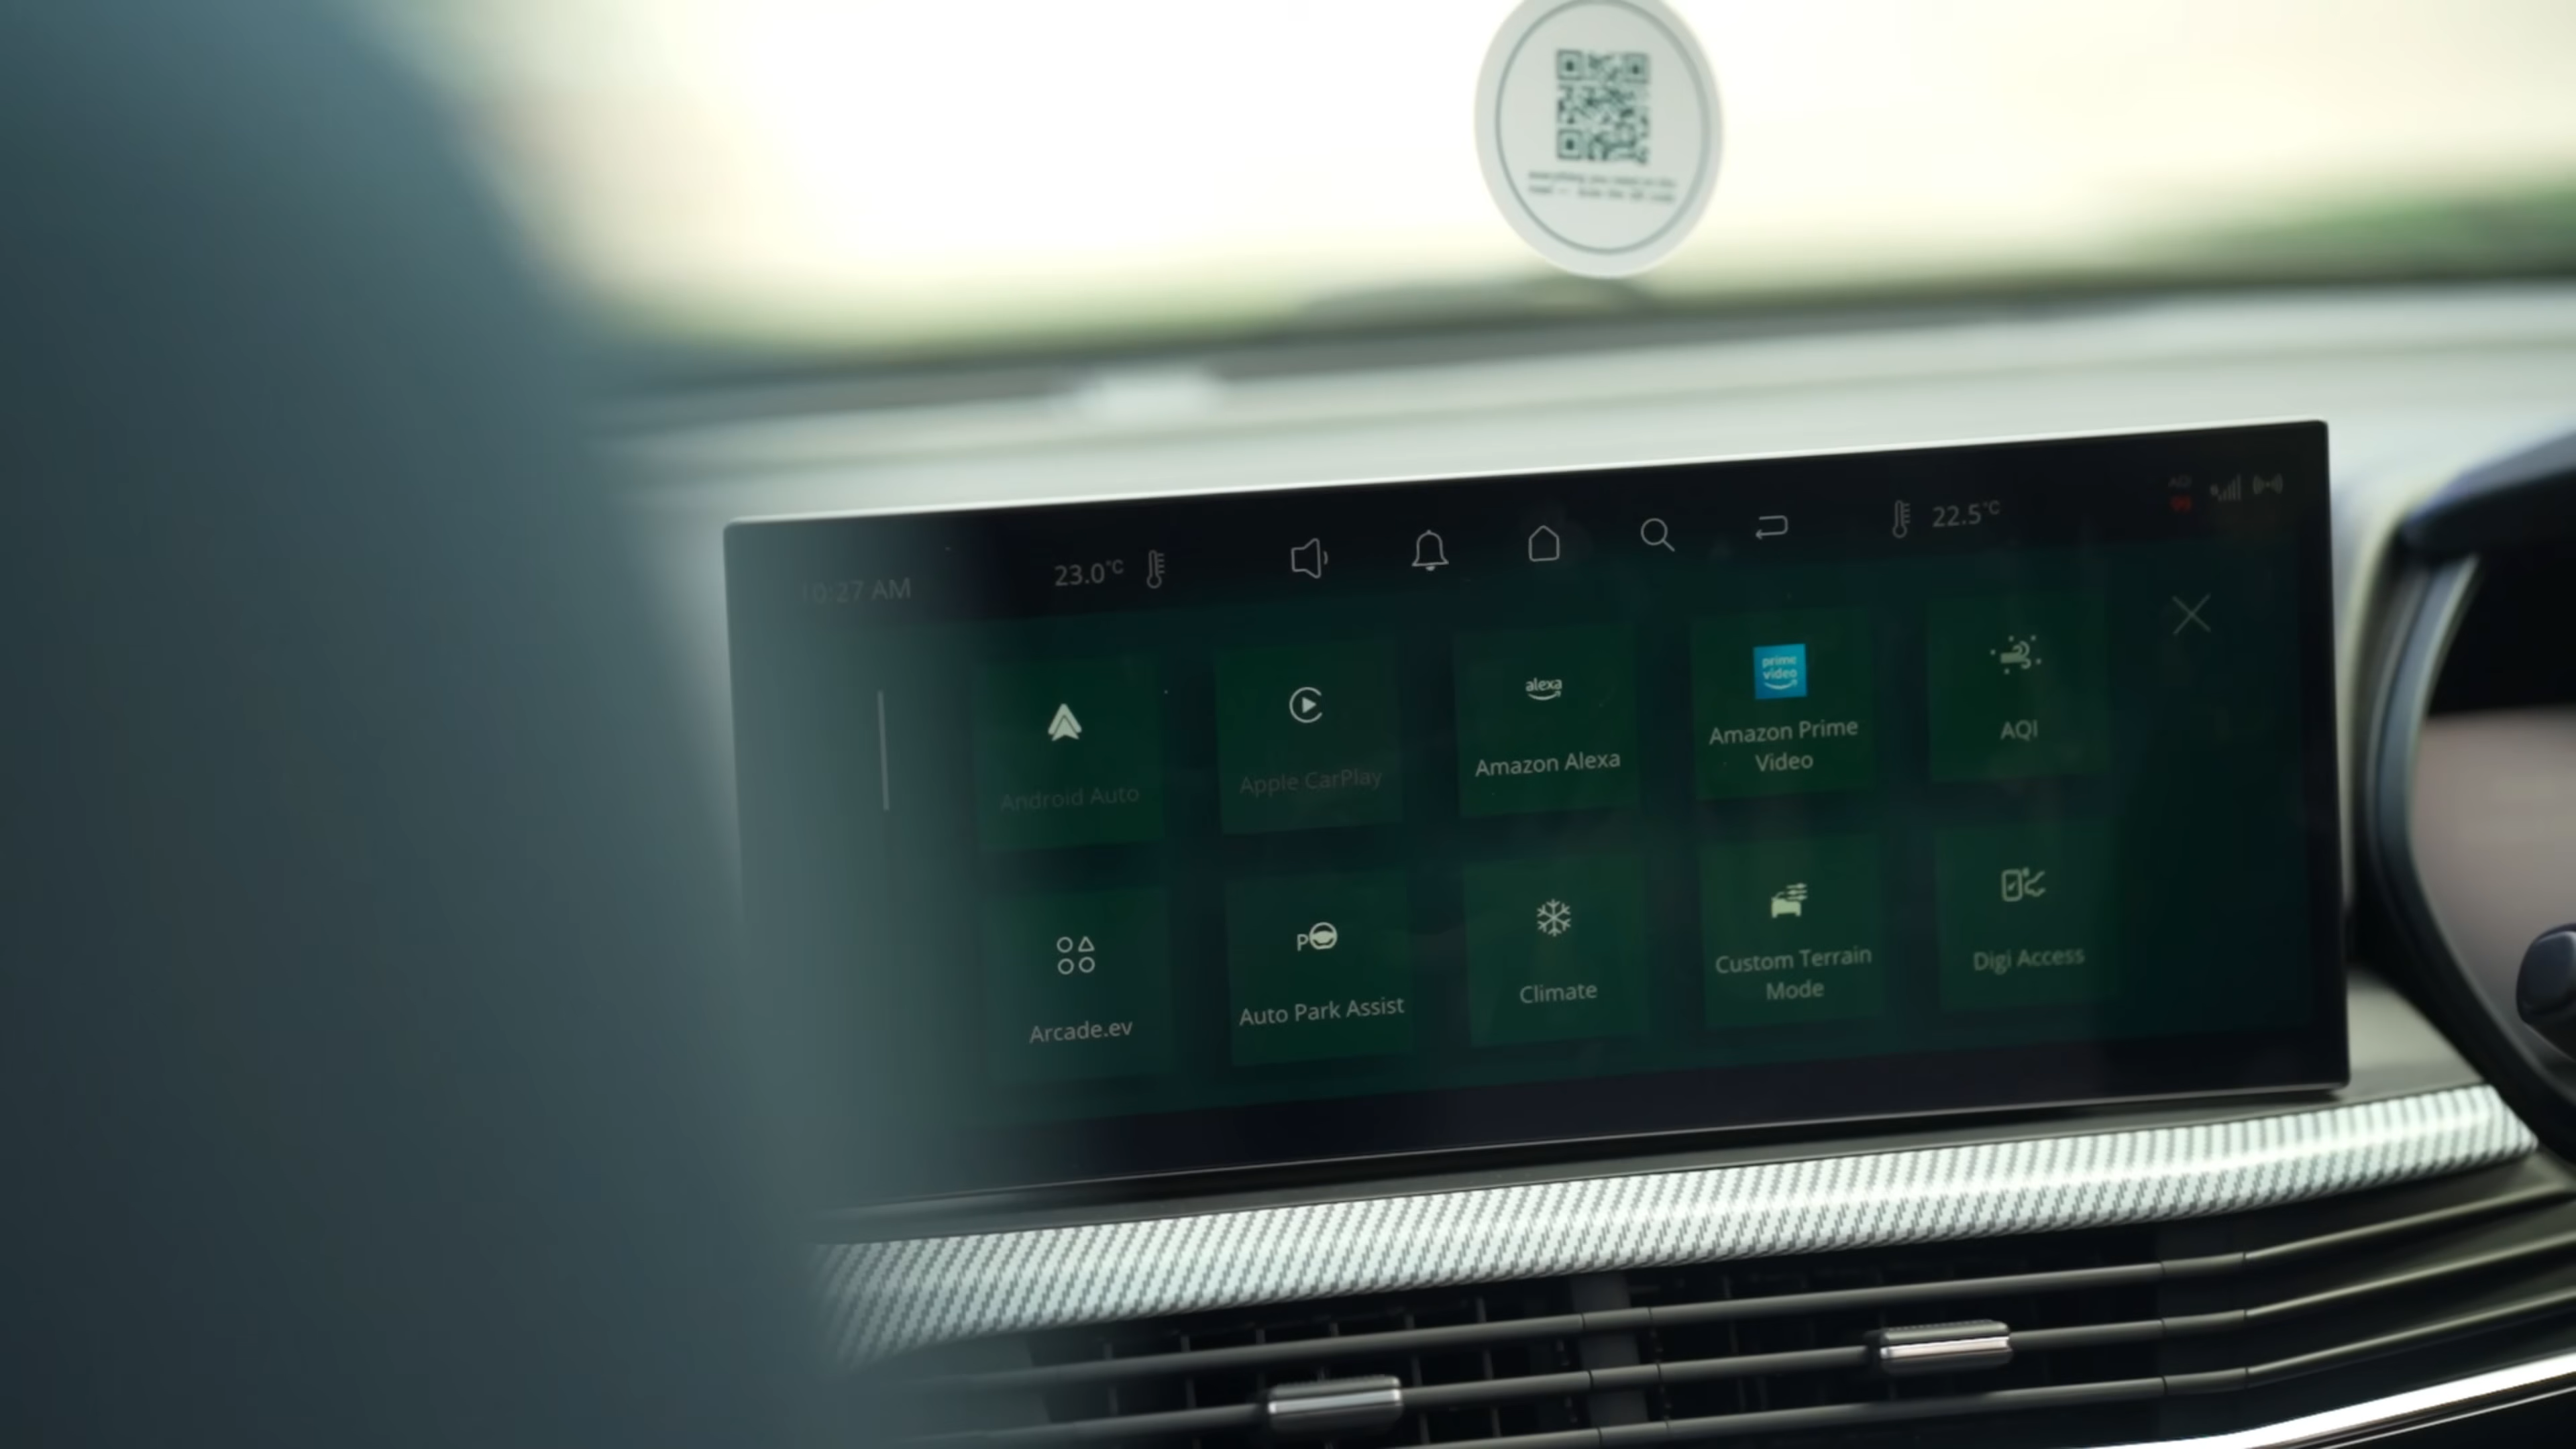 10:27 AM
23.0°C
22.5°C
AQI
Android Auto
Apple CarPlay
alexa
Amazon Alexa
prime
video
Amazon Prime
Video
AQI
Arcade.ev
P
Auto Park Assist
Climate
Custom Terrain
Mode
Digi Access